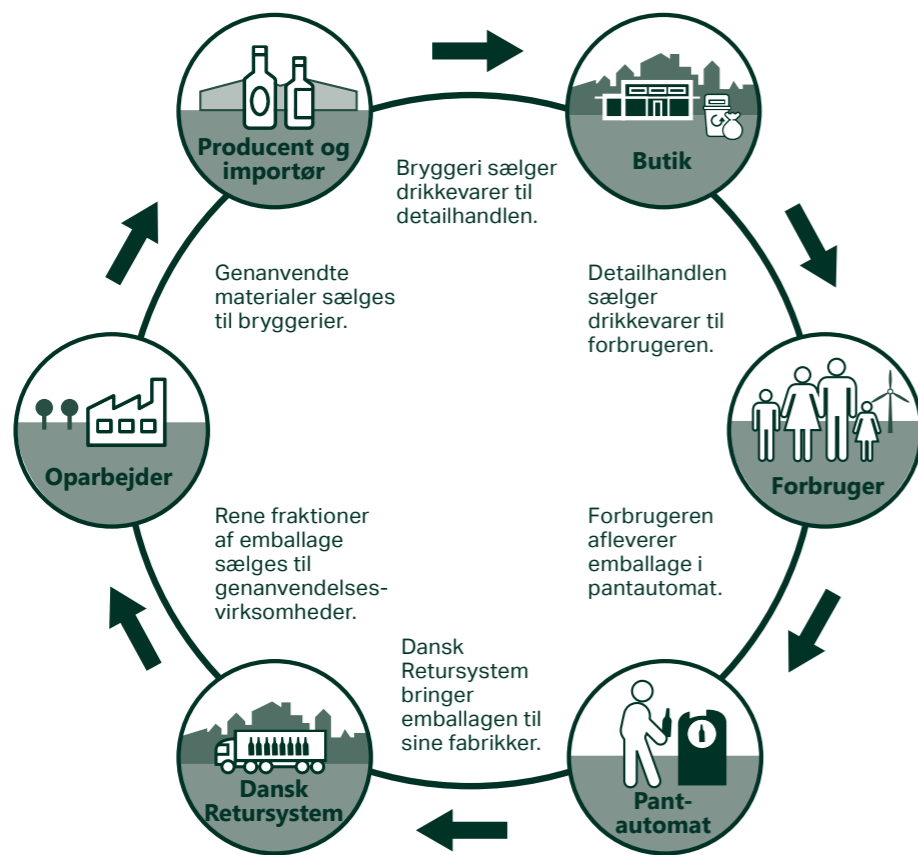 Producent og
importør
Bryggeri sælger
drikkevarer til
detailhandlen.
Butik
Detailhandlen
sælger
drikkevarer til
forbrugeren.
Forbruger
Forbrugeren
afleverer
emballage i
pantautomat.
Pant-
automat
Dansk
Retursystem
bringer
emballagen til
sine fabrikker.
Dansk
Retursystem
Rene fraktioner
af emballage
sælges til
genanvendelses-
virksomheder.
Oparbejder
Genanvendte
materialer sælges
til bryggerier.